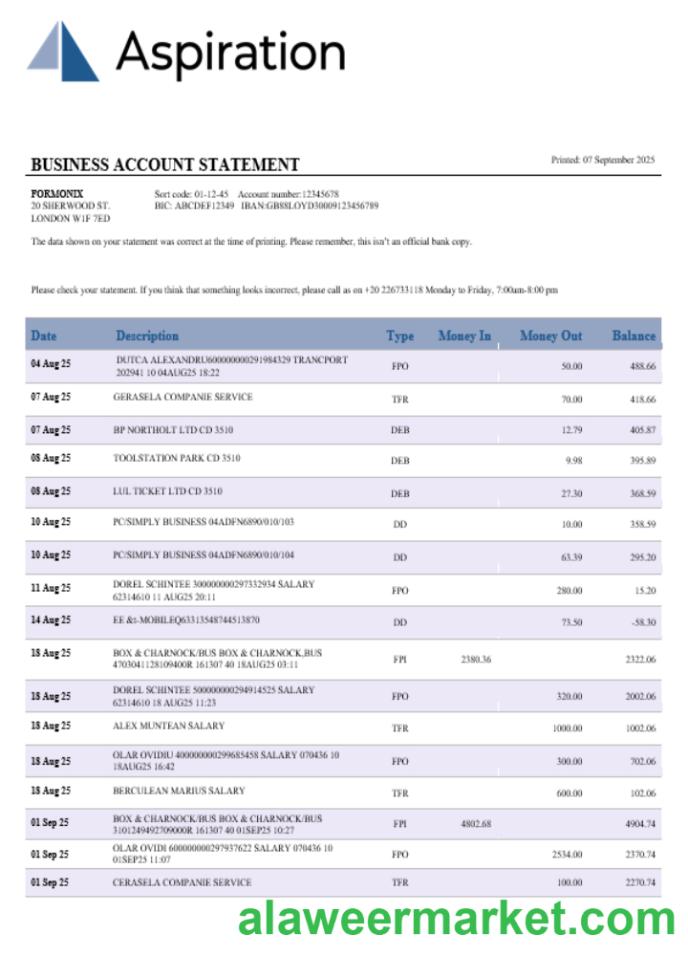 Aspiration
BUSINESS ACCOUNT STATEMENT
Printed: 07 September 2025
FORMONIX
Sort code: 01-12-45 Account number:12345678
20 SHERWOOD ST.
BIC: ABCDEF12349 IBAN:GB88LOYD30009123456789
LONDON W1F 7ED
The data shown on your statement was correct at the time of printing. Please remember, this isn't an official bank copy.
Please check your statement. If you think that something looks incorrect, please call as on +20 226733118 Monday to Friday, 7:00am-8:00 pm
Date Description Type Money In Money Out Balance
04 Aug 25 DUTCA ALEXANDRU600000000291984329 TRANCPORT
202941 10 04AUG25 18:22 FPO 50.00 488.66
07 Aug 25 GERASELA COMPANIE SERVICE TFR 70.00 418.66
07 Aug 25 BP NORTHOLT LTD CD 3510 DEB 12.79 405.87
08 Aug 25 TOOLSTATION PARK CD 3510 DEB 9.98 395.89
08 Aug 25 LUL TICKET LTD CD 3510 DEB 27.30 368.59
10 Aug 25 PC/SIMPLY BUSINESS 04ADFN6890/010/103 DD 10.00 358.59
10 Aug 25 PC/SIMPLY BUSINESS 04ADFN6890/010/104 DD 63.39 295.20
11 Aug 25 DOREL SCHINTEE 300000000297332934 SALARY
62314610 11 AUG25 20:11 FPO 280.00 15.20
14 Aug 25 EE &t-MOBILEQ63313548744513870 DD 73.50 -58.30
18 Aug 25 BOX & CHARNOCK/BUS BOX & CHARNOCK,BUS
4703041128109400R 161307 40 18AUG25 03:11 FPI 2380.36 2322.06
18 Aug 25 DOREL SCHINTEE 500000000294914525 SALARY
62314610 18 AUG25 11:23 FPO 320.00 2002.06
18 Aug 25 ALEX MUNTEAN SALARY TFR 1000.00 1002.06
18 Aug 25 OLAR OVIDIU 400000000299685458 SALARY 070436 10
18AUG25 16:42 FPO 300.00 702.06
18 Aug 25 BERCULEAN MARIUS SALARY TFR 600.00 102.06
01 Sep 25 BOX & CHARNOCK/BUS BOX & CHARNOCK/BUS
3101249492709000R 161307 40 01SEP25 10:27 FPI 4802.68 4904.74
01 Sep 25 OLAR OVIDI 600000000297937622 SALARY 070436 10
01SEP25 11:07 FPO 2534.00 2370.74
01 Sep 25 CERASELA COMPANIE SERVICE TFR 100.00 2270.74
alaweermarket.com